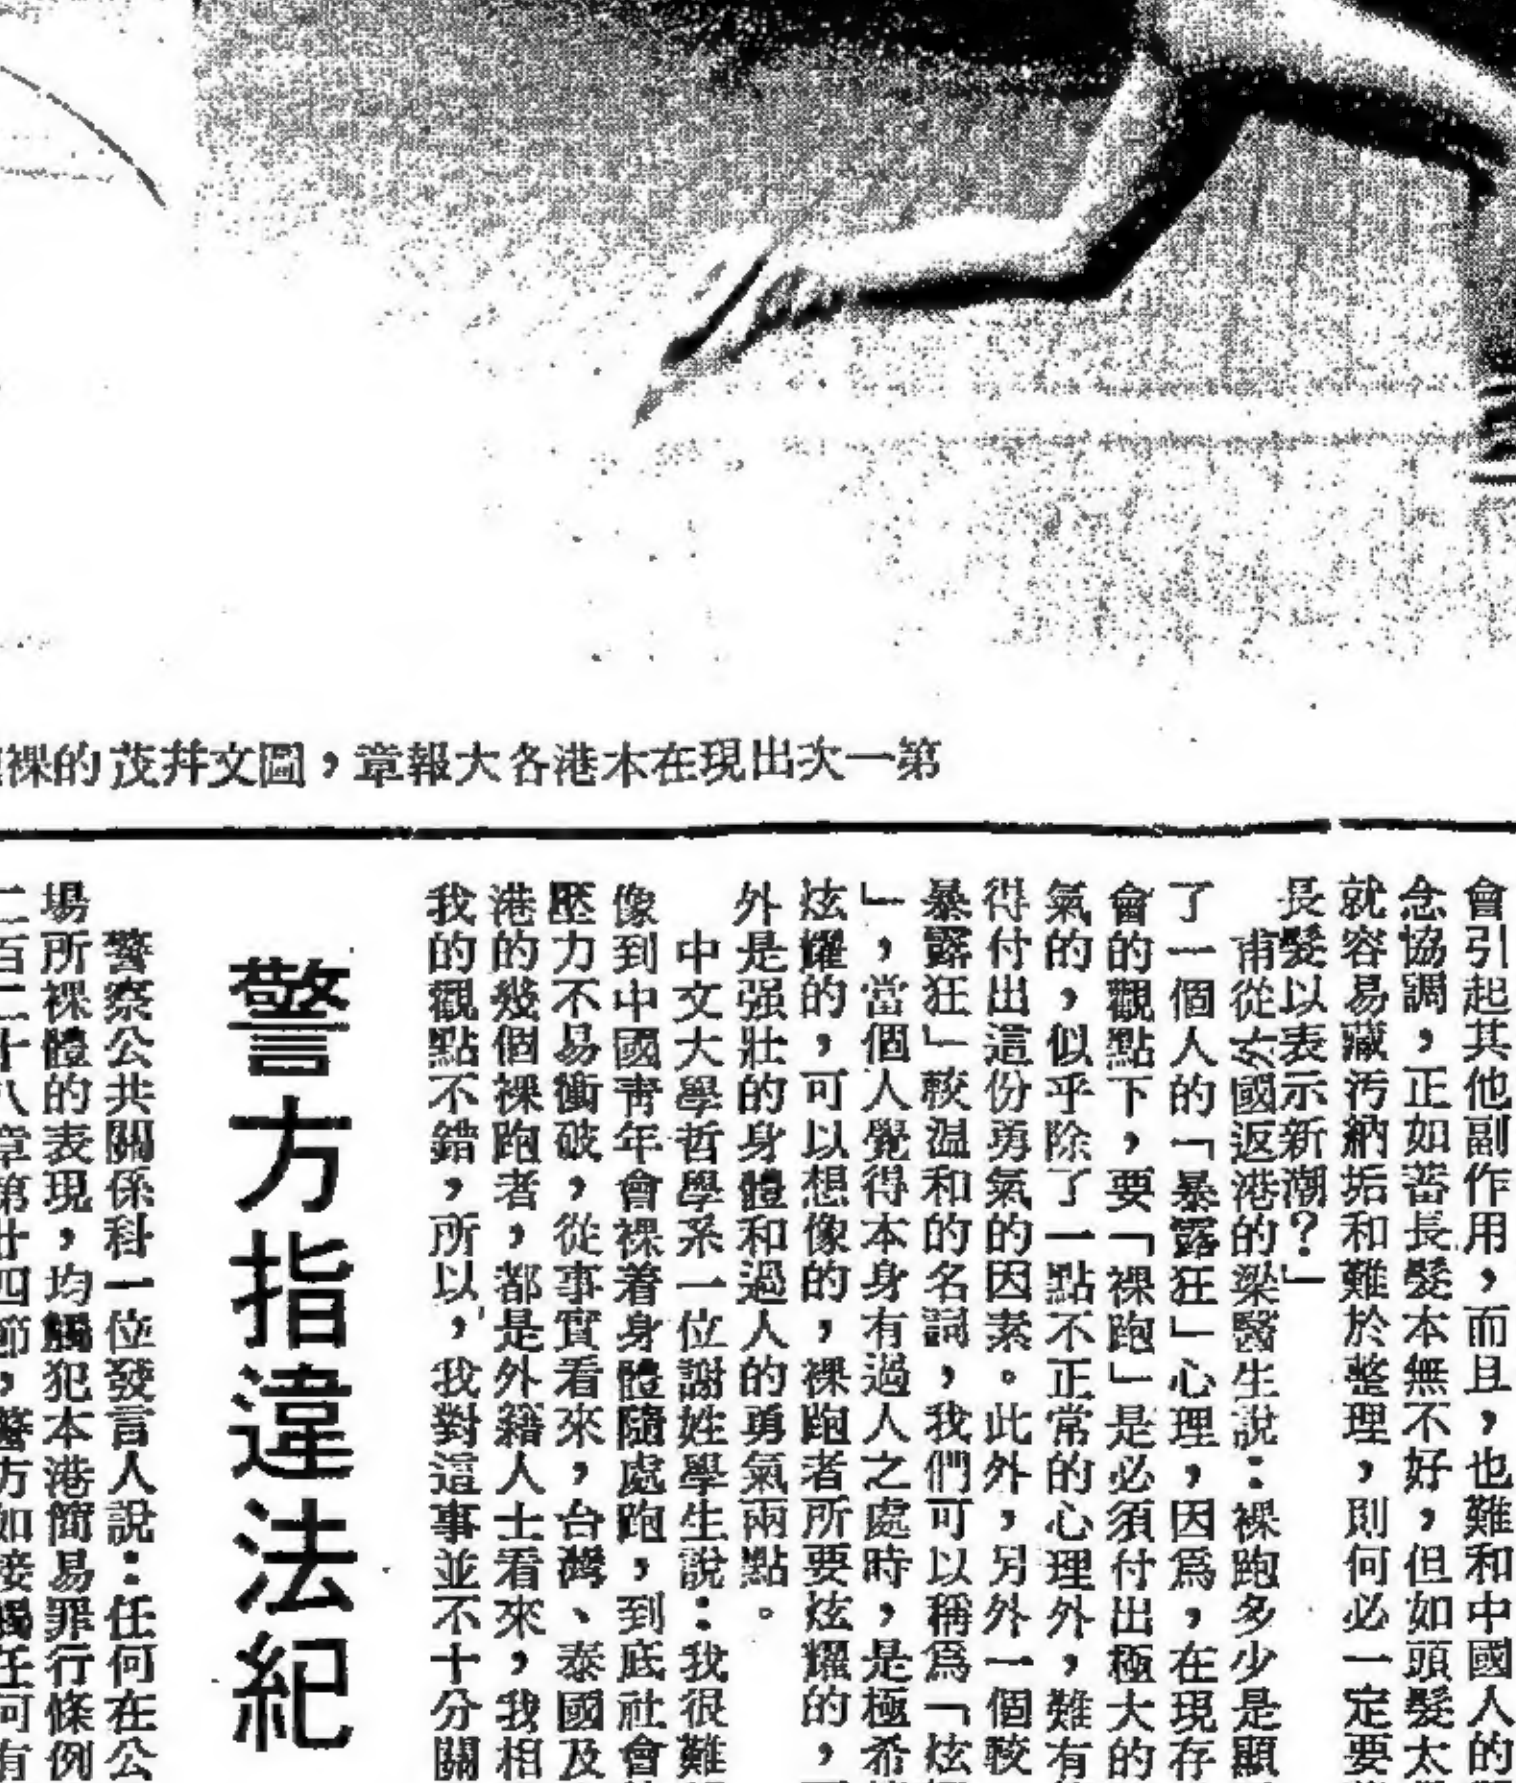 第一次出現在本港各大報章，圖文并茂的裸
會引起其他副作用，而且，也難和中國人的
念協調，正如蓄長髮本無不好，但如頭髮太
就容易藏汚納垢和難於整理，則何必一定要
長髮以表示新潮？」
甫從外國返港的梁醫生說：裸跑多少是顯
了一個人的「暴露狂」心理，因爲，在現存
會的觀點下，要「裸跑」是必須付出極大的
氣的，似乎除了一點不正常的心理外，難有
得付出這份勇氣的因素。此外，另外一個較
暴露狂」較温和的名詞，我們可以稱爲「炫
」，當個人覺得本身有過人之處時，是極希
炫耀的，可以想像的，裸跑者所要炫耀的，
外是强壯的身體和過人的勇氣兩點。
中文大學哲學系一位謝姓學生說：我很難
像到中國靑年會裸着身體隨處跑，到底社會
壓力不易衝破，從事實看來，台灣、泰國及
港的幾個裸跑者，都是外籍人士看來，我相
我的觀點不錯，所以，我對這事並不十分關
警方指違法紀
警察公共關係科一位發言人說：任何在公
場所裸體的表現，均觸犯本港簡易罪行條例
二百二十八章第廿四節，警方如接觸任何有